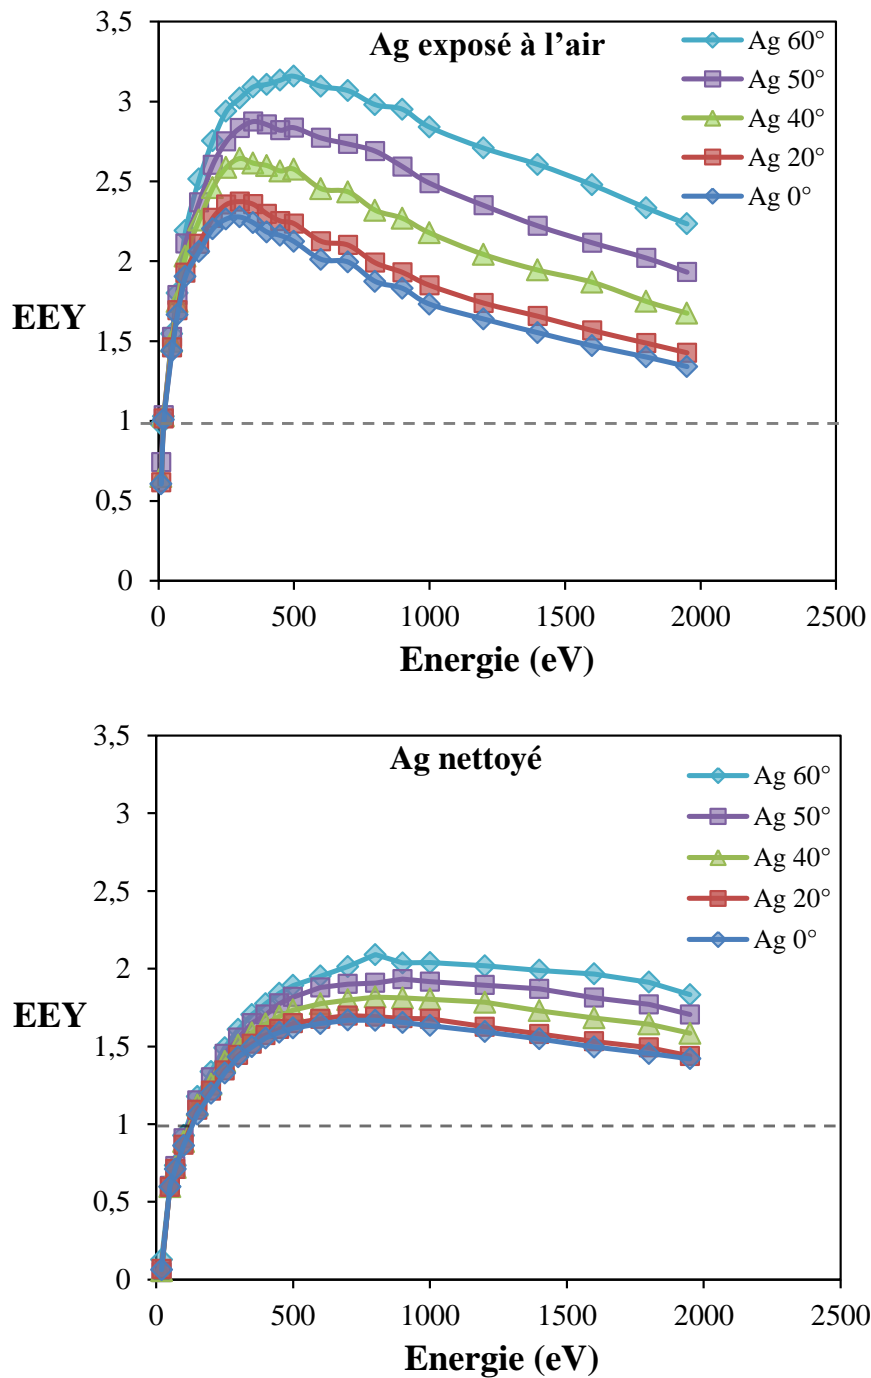 3,5
Ag exposé à l’air
Ag 60°
3
Ag 50°
Ag 40°
2,5
Ag 20°
Ag 0°
2
EEY
1,5
1
0,5
0
0 500 1000 1500 2000 2500
Energie (eV)
3,5
Ag nettoyé
Ag 60°
3
Ag 50°
Ag 40°
2,5
Ag 20°
Ag 0°
2
EEY
1,5
1
0,5
0
0 500 1000 1500 2000 2500
Energie (eV)